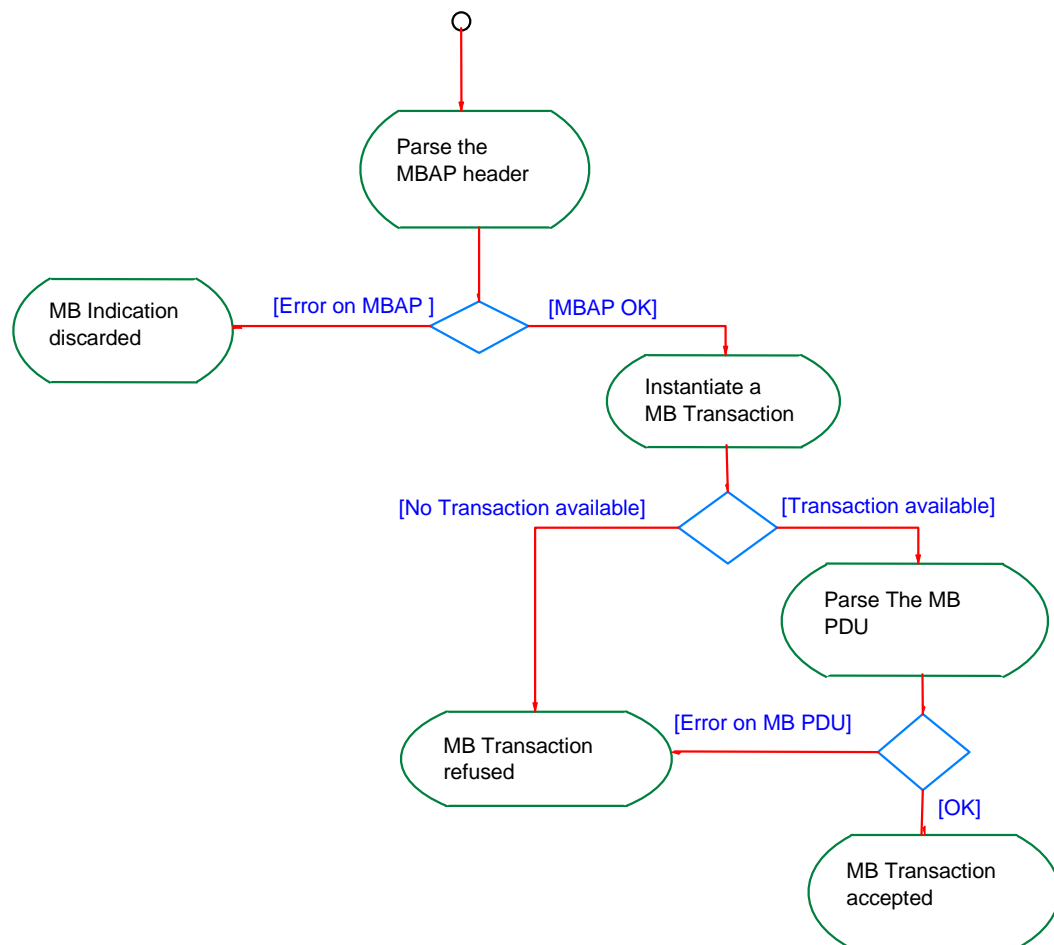 Parse the
MBAP header
[Error on MBAP ]
[MBAP OK]
MB Indication
discarded
Instantiate a
MB Transaction
[No Transaction available]
[Transaction available]
Parse The MB
PDU
[Error on MB PDU]
MB Transaction
refused
[OK]
MB Transaction
accepted